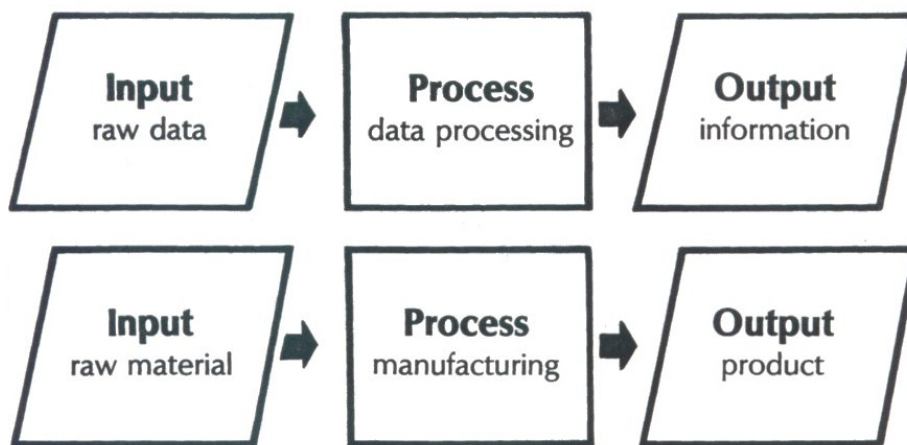 Input
raw data
Process
data processing
Output
information
Input
raw material
Process
manufacturing
Output
product